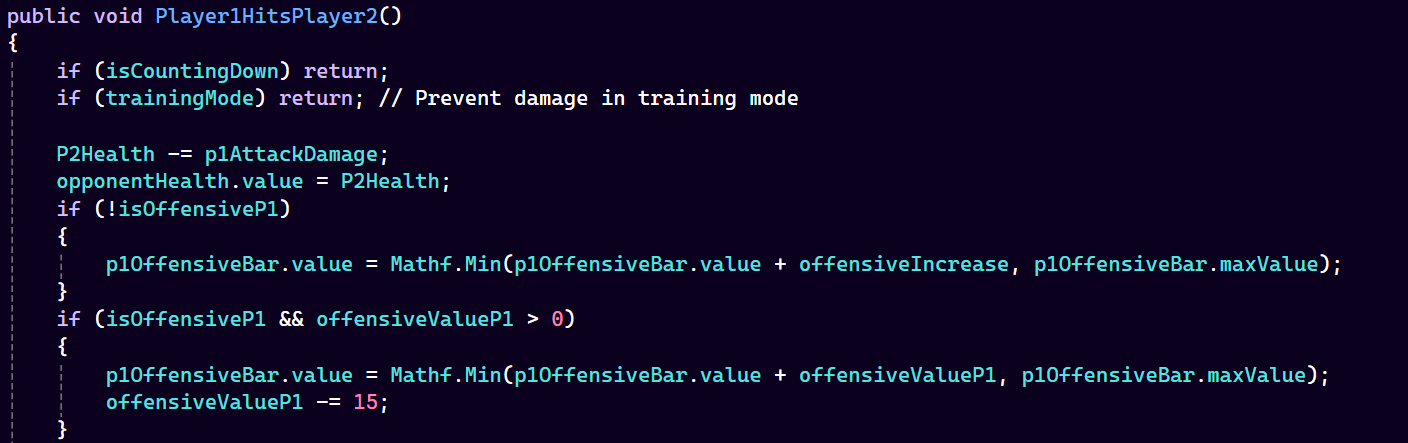 public void Player1HitsPlayer2()
{
if (isCountingDown) return;
if (trainingMode) return; // Prevent damage in training mode
P2Health -= p1AttackDamage;
opponentHealth.value = P2Health;
if (!isOffensiveP1)
{
p1OffensiveBar.value = Mathf.Min(p1OffensiveBar.value + offensiveIncrease, p1OffensiveBar.maxValue);
}
if (isOffensiveP1 && offensiveValueP1 > 0)
{
p1OffensiveBar.value = Mathf.Min(p1OffensiveBar.value + offensiveValueP1, p1OffensiveBar.maxValue);
offensiveValueP1 -= 15;
}